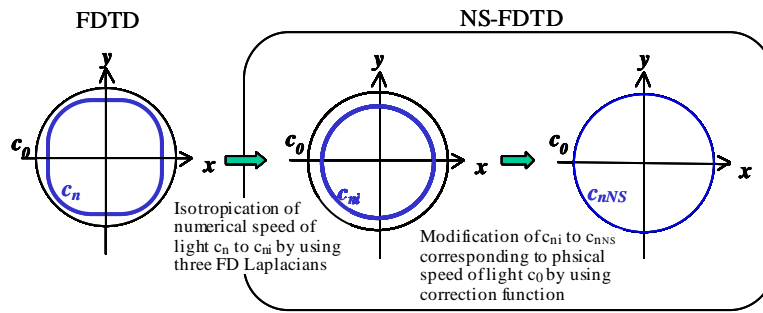 FDTD
NS-FDTD
y
y
y
c₀
x
cₙ
c₀
x
cₙᵢ
c₀
x
cₙNS
Isotropication of
numerical speed of
light cₙ to cₙᵢ by using
three FD Laplacians
Modification of cₙᵢ to cₙNS
corresponding to phsical
speed of light c₀ by using
correction function